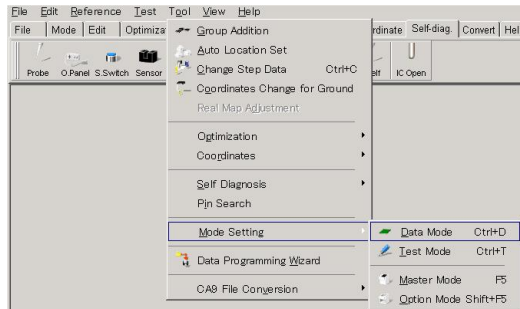 File Edit Reference Test Tool View Help
File Mode Edit Optimiza rdinate Self-diag. Convert Hel
Probe O.Panel S.Switch Sensor elf IC Open
Group Addition
Auto Location Set
Change Step Data Ctrl+C
Coordinates Change for Ground
Real Map Adjustment
Optimization
Coordinates
Self Diagnosis
Pin Search
Mode Setting
Data Programming Wizard
CA9 File Conversion
Data Mode Ctrl+D
Test Mode Ctrl+T
Master Mode F5
Option Mode Shift+F5